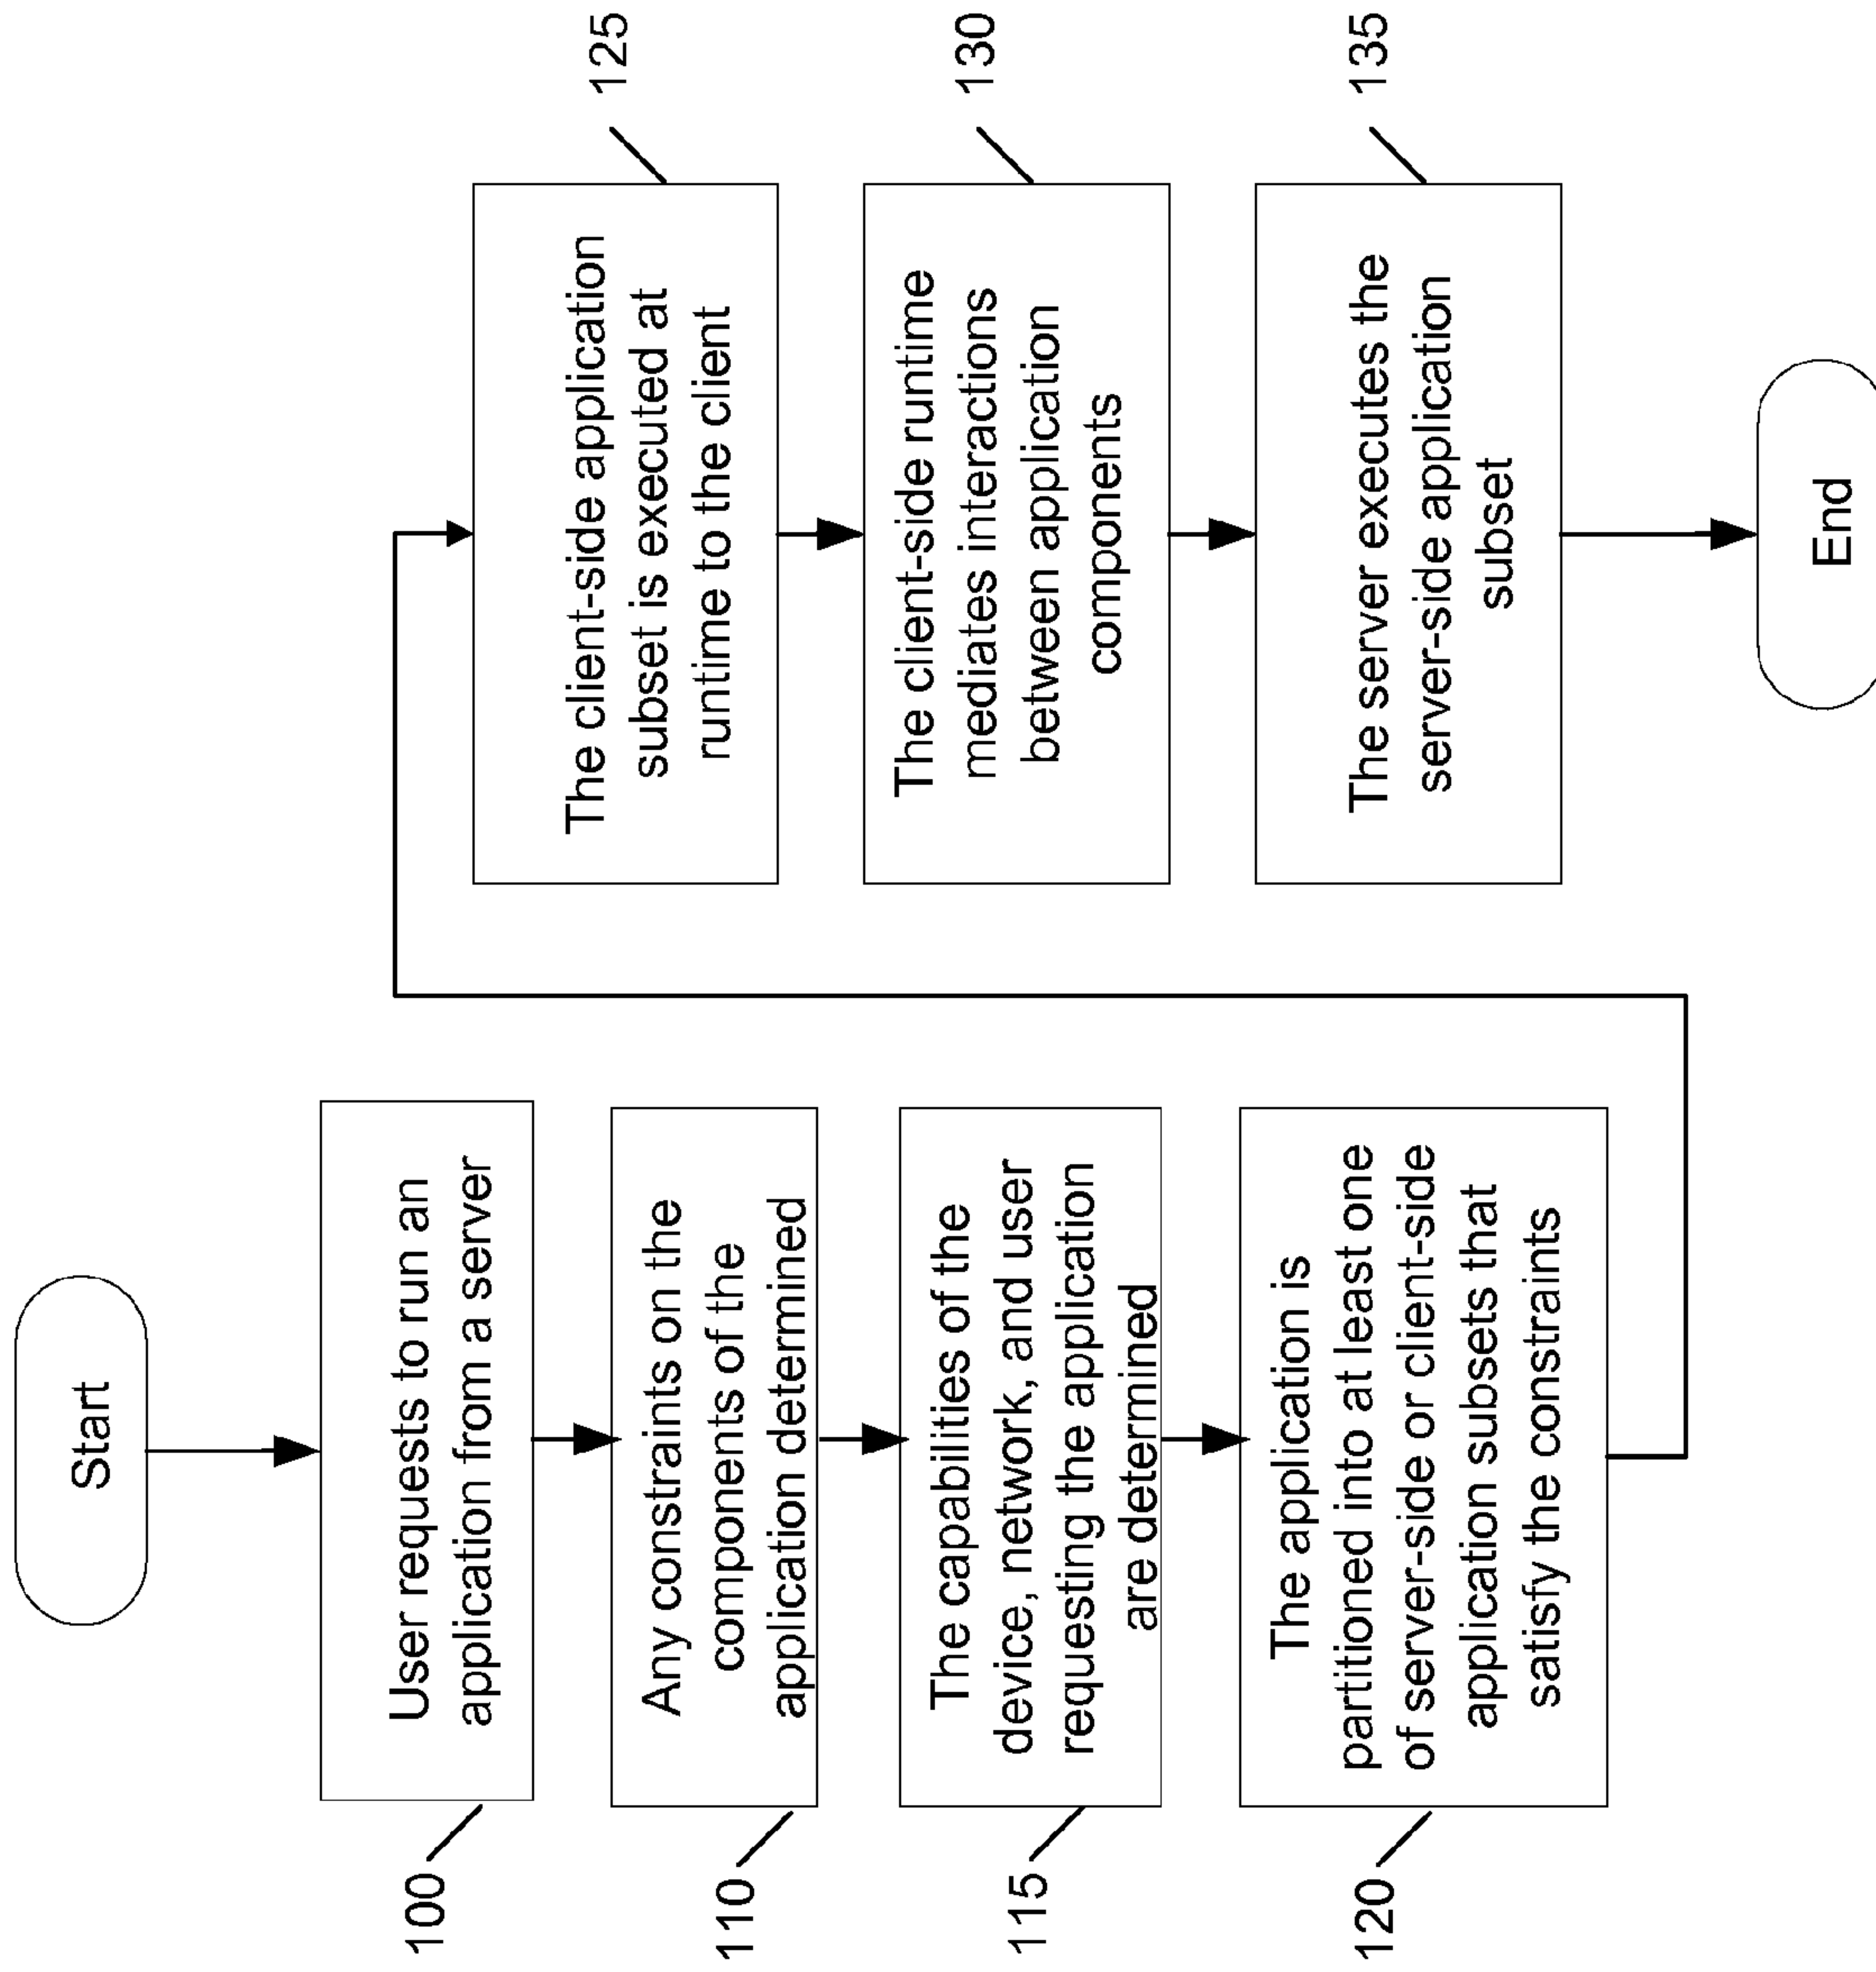 Start
User requests to run an
application from a server
100
Any constraints on the
components of the
application determined
110
The capabilities of the
device, network, and user
requesting the application
are determined
115
The application is
partitioned into at least one
of server-side or client-side
application subsets that
satisfy the constraints
120
The client-side application
subset is executed at
runtime to the client
125
The client-side runtime
mediates interactions
between application
components
130
The server executes the
server-side application
subset
135
End